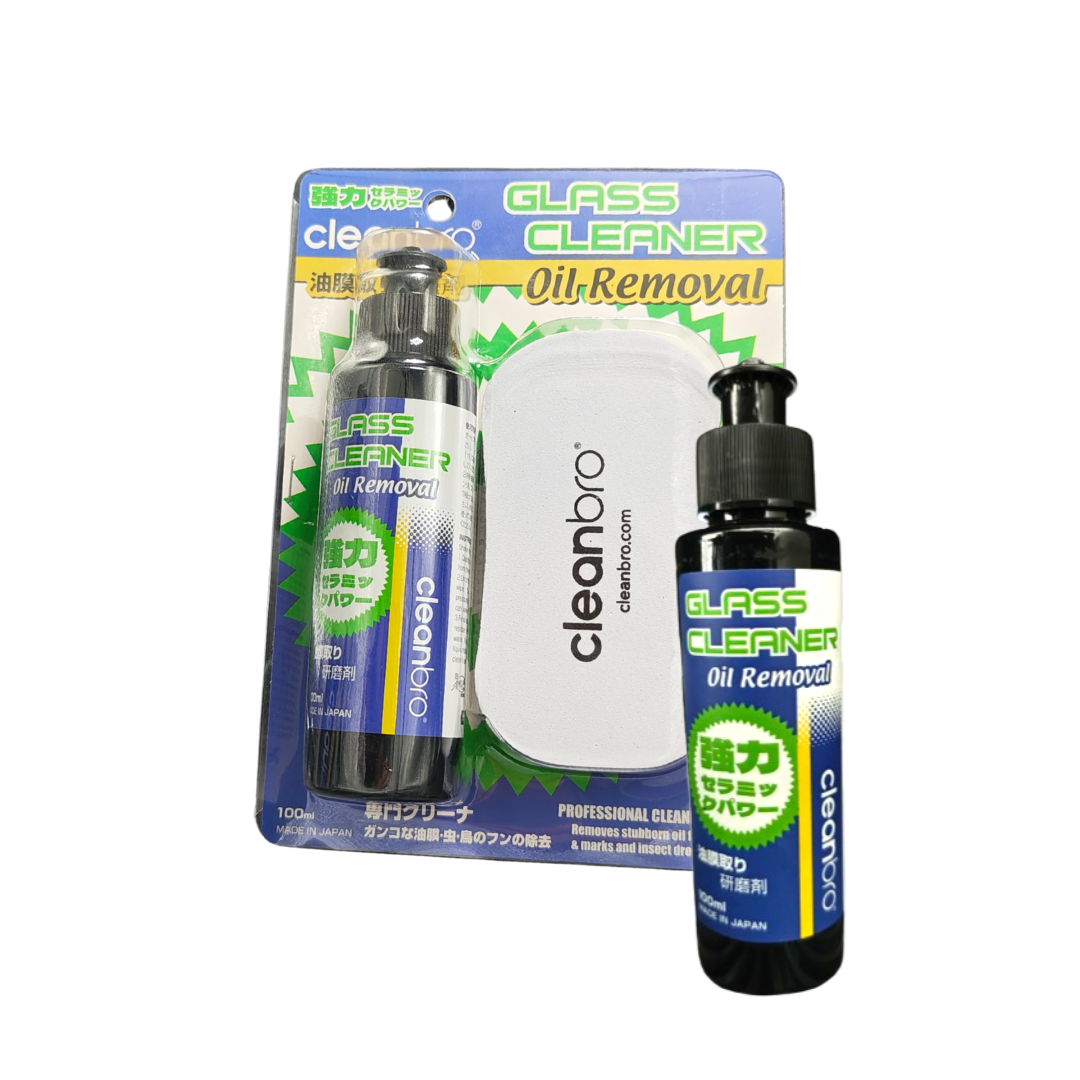 強力 セラミッ
クパワー
cleanbro®
油膜取
GLASS
CLEANER
Oil Removal
GLASS
CLEANER
Oil Removal
強力
セラミッ
クパワー
膜取り
研磨剤
MADE IN JAPAN
cleanbro®
cleanbro®
cleanbro.com
100ml
MADE IN JAPAN
専門クリーナ
ガンコな油膜・虫・鳥のフンの除去
PROFESSIONAL CLEAN
Removes stubborn oil
& marks and insect dro
GLASS
CLEANER
Oil Removal
強力
セラミッ
クパワー
油膜取り
研磨剤
100ml
MADE IN JAPAN
cleanbro®